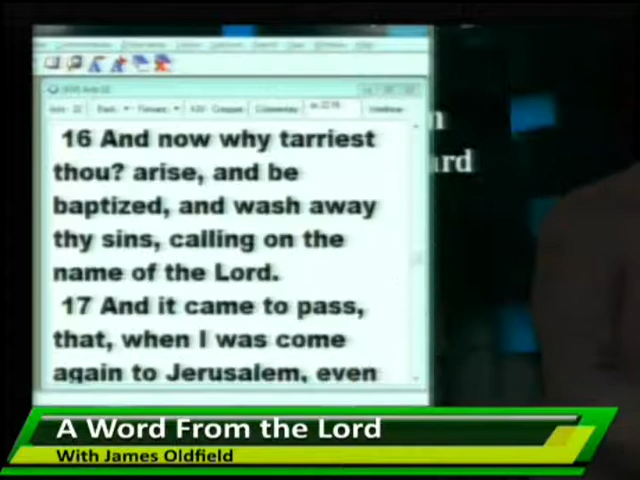 16 And now why tarriest
thou? arise, and be
baptized, and wash away
thy sins, calling on the
name of the Lord.
17 And it came to pass,
that, when I was come
again to Jerusalem, even
A Word From the Lord
With James Oldfield